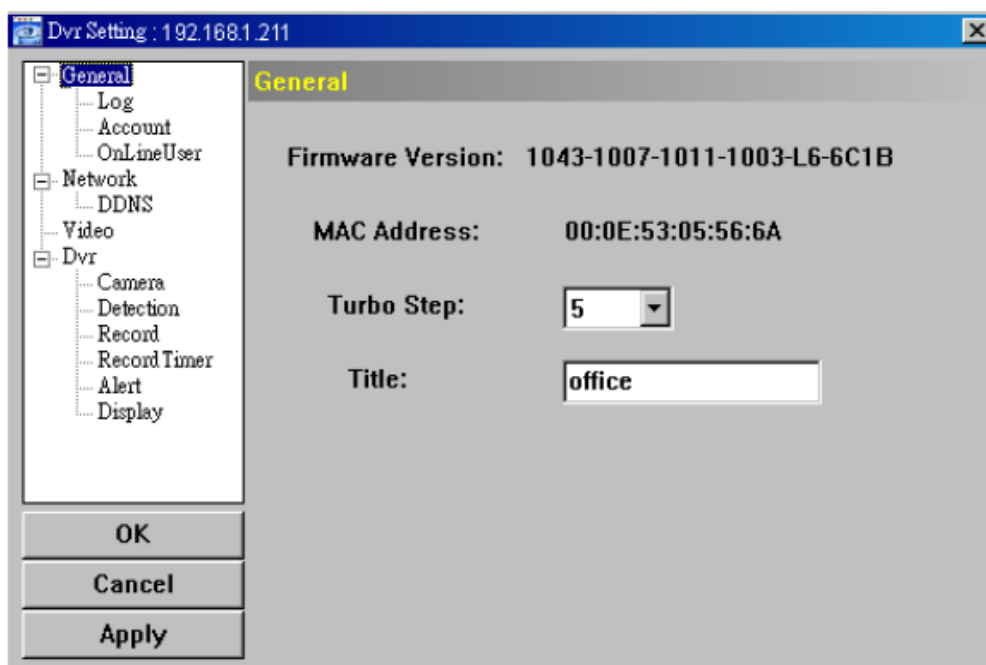 Dvr Setting : 192.168.1.211
General
Log
Account
OnLineUser
Network
DDNS
Video
Dvr
Camera
Detection
Record
Record Timer
Alert
Display
OK
Cancel
Apply
General
Firmware Version: 1043-1007-1011-1003-L6-6C1B
MAC Address: 00:0E:53:05:56:6A
Turbo Step: 5
Title: office